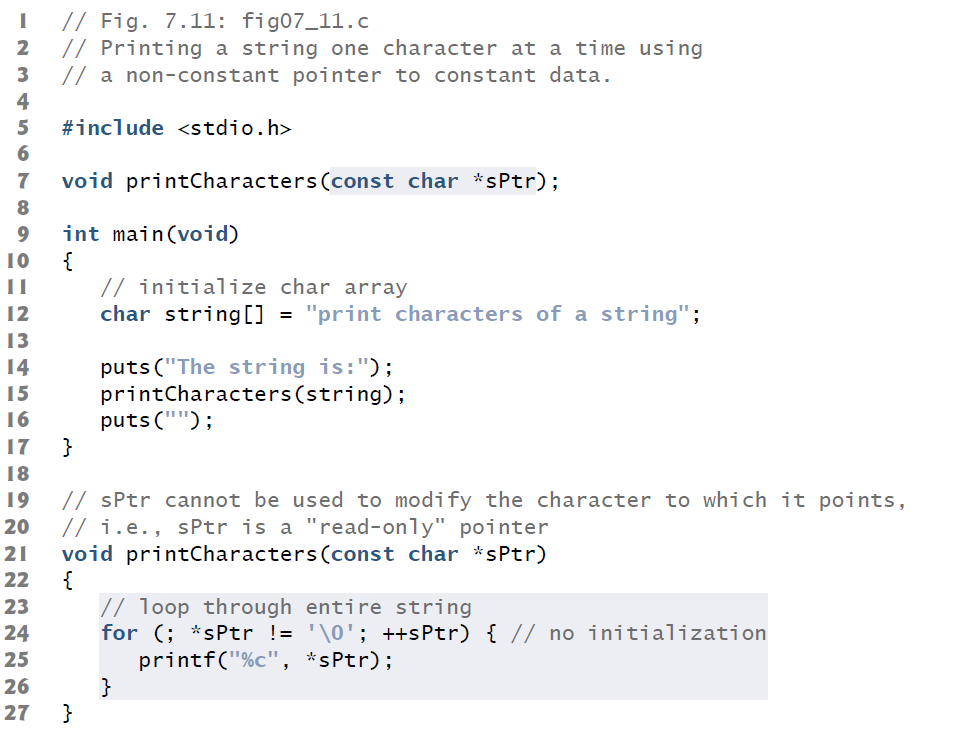 1 // Fig. 7.11: fig07_11.c
2 // Printing a string one character at a time using
3 // a non-constant pointer to constant data.
4
5 #include <stdio.h>
6
7 void printCharacters(const char *sPtr);
8
9 int main(void)
10 {
11    // initialize char array
12    char string[] = "print characters of a string";
13
14    puts("The string is:");
15    printCharacters(string);
16    puts("");
17 }
18
19 // sPtr cannot be used to modify the character to which it points,
20 // i.e., sPtr is a "read-only" pointer
21 void printCharacters(const char *sPtr)
22 {
23    // loop through entire string
24    for (; *sPtr != '\0'; ++sPtr) { // no initialization
25       printf("%c", *sPtr);
26    }
27 }